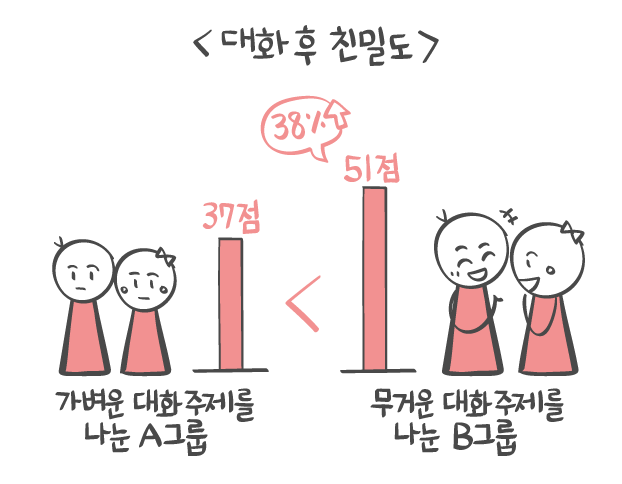 <대화 후 친밀도>
38%
51점
37점
<
가벼운 대화 주제를
나눈 A그룹
무거운 대화 주제를
나눈 B그룹